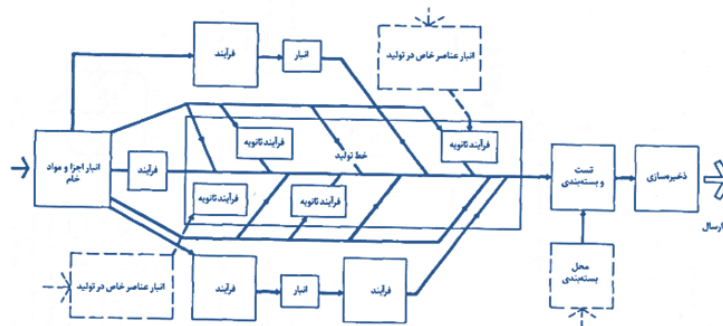 فرآیند
انبار
انبار عناصر خاص در تولید
فرآیند ثانویه
فرآیند ثانویه
خط تولید
انبار اجزا و مواد
خام
فرآیند
تست
و بسته‌بندی
ذخیره‌سازی
ارسال
فرآیند ثانویه
فرآیند ثانویه
محل
بسته‌بندی
انبار عناصر خاص در تولید
فرآیند
انبار
فرآیند